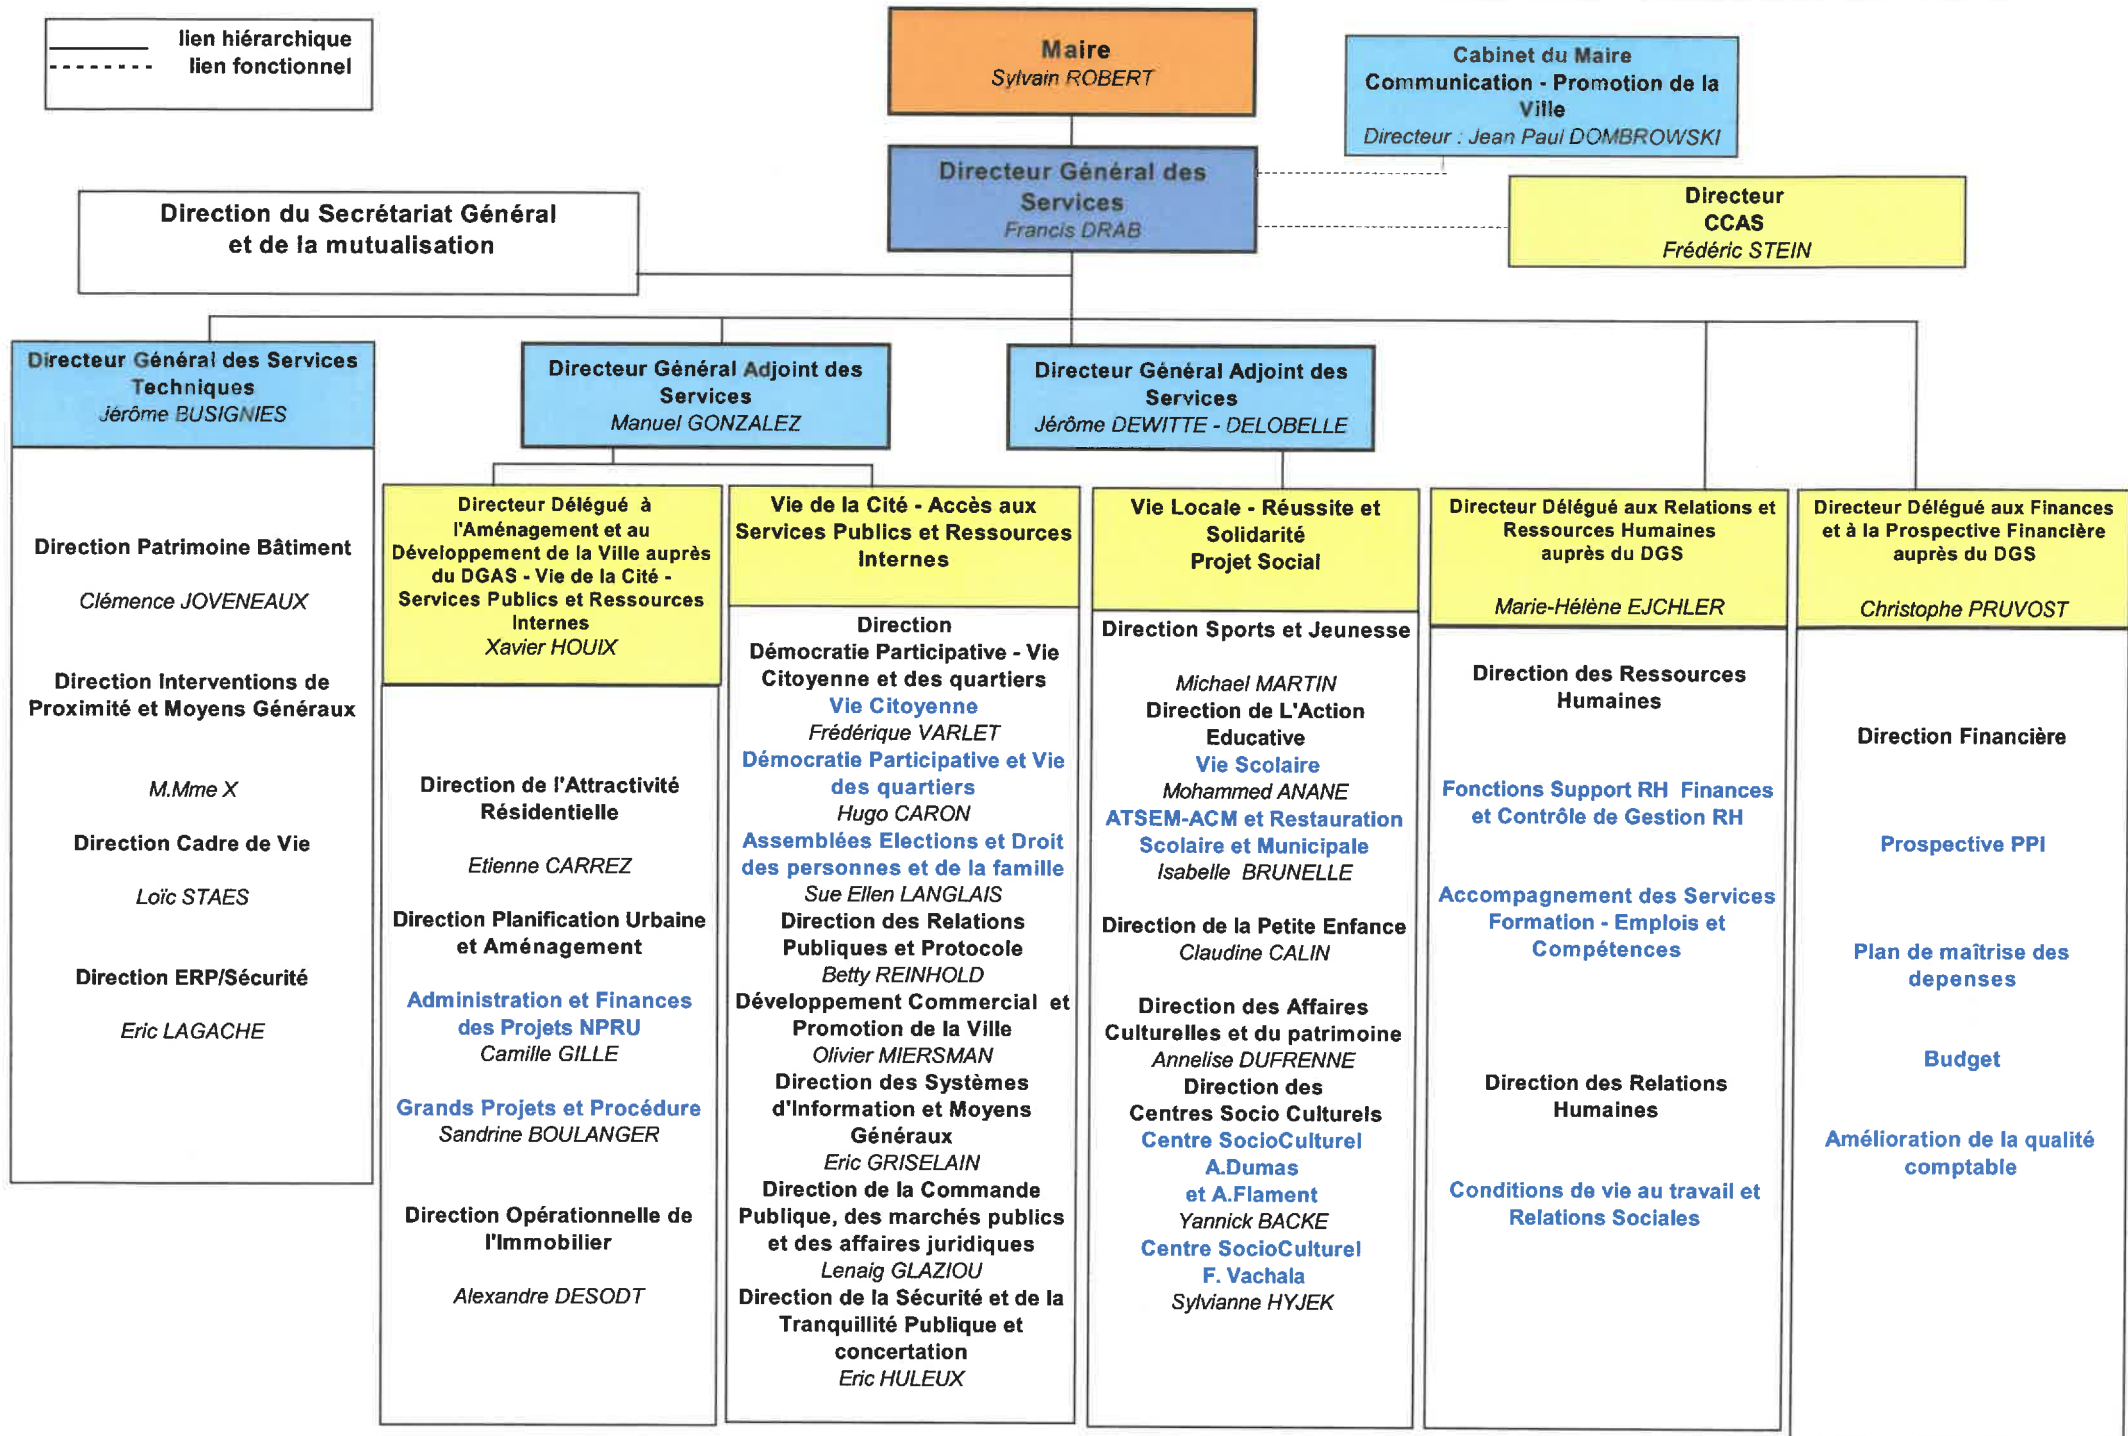 lien hiérarchique
lien fonctionnel
Maire
Sylvain ROBERT
Cabinet du Maire
Communication - Promotion de la
Ville
Directeur : Jean Paul DOMBROWSKI
Directeur Général des
Services
Francis DRAB
Directeur
CCAS
Frédéric STEIN
Direction du Secrétariat Général
et de la mutualisation
Directeur Général des Services
Techniques
Jérôme BUSIGNIES
Direction Patrimoine Bâtiment
Clémence JOVENEAUX
Direction Interventions de
Proximité et Moyens Généraux
M.Mme X
Direction Cadre de Vie
Loïc STAES
Direction ERP/Sécurité
Eric LAGACHE
Directeur Général Adjoint des
Services
Manuel GONZALEZ
Directeur Délégué à
l'Aménagement et au
Développement de la Ville auprès
du DGAS - Vie de la Cité -
Services Publics et Ressources
Internes
Xavier HOUIX
Direction de l'Attractivité
Résidentielle
Etienne CARREZ
Direction Planification Urbaine
et Aménagement
Administration et Finances
des Projets NPRU
Camille GILLE
Grands Projets et Procédure
Sandrine BOULANGER
Direction Opérationnelle de
l'Immobilier
Alexandre DESODT
Vie de la Cité - Accès aux
Services Publics et Ressources
Internes
Direction
Démocratie Participative - Vie
Citoyenne et des quartiers
Vie Citoyenne
Frédérique VARLET
Démocratie Participative et Vie
des quartiers
Hugo CARON
Assemblées Elections et Droit
des personnes et de la famille
Sue Ellen LANGLAIS
Direction des Relations
Publiques et Protocole
Betty REINHOLD
Développement Commercial et
Promotion de la Ville
Olivier MIERSMAN
Direction des Systèmes
d'Information et Moyens
Généraux
Eric GRISELAIN
Direction de la Commande
Publique, des marchés publics
et des affaires juridiques
Lenaig GLAZIOU
Direction de la Sécurité et de la
Tranquillité Publique et
concertation
Eric HULEUX
Directeur Général Adjoint des
Services
Jérôme DEWITTE - DELOBELLE
Vie Locale - Réussite et
Solidarité
Projet Social
Direction Sports et Jeunesse
Michael MARTIN
Direction de L'Action
Educative
Vie Scolaire
Mohammed ANANE
ATSEM-ACM et Restauration
Scolaire et Municipale
Isabelle BRUNELLE
Direction de la Petite Enfance
Claudine CALIN
Direction des Affaires
Culturelles et du patrimoine
Annelise DUFRENNE
Direction des
Centres Socio Culturels
Centre SocioCulturel
A.Dumas
et A.Flament
Yannick BACKE
Centre SocioCulturel
F. Vachala
Sylvianne HYJEK
Directeur Délégué aux Relations et
Ressources Humaines
auprès du DGS
Marie-Hélène EJCHLER
Direction des Ressources
Humaines
Fonctions Support RH Finances
et Contrôle de Gestion RH
Accompagnement des Services
Formation - Emplois et
Compétences
Direction des Relations
Humaines
Conditions de vie au travail et
Relations Sociales
Directeur Délégué aux Finances
et à la Prospective Financière
auprès du DGS
Christophe PRUVOST
Direction Financière
Prospective PPI
Plan de maîtrise des
depenses
Budget
Amélioration de la qualité
comptable